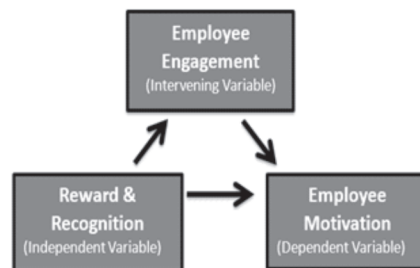 Employee
Engagement
(Intervening Variable)
Reward &
Recognition
(Independent Variable)
Employee
Motivation
(Dependent Variable)